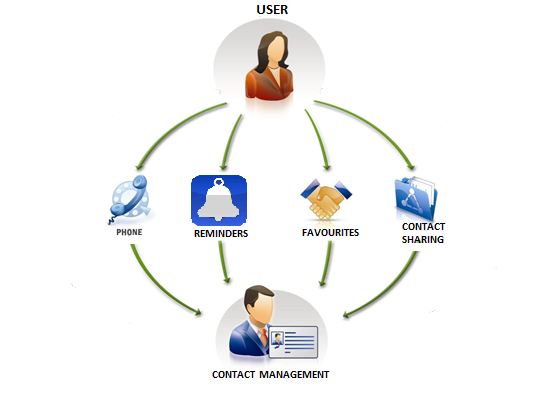 USER
PHONE
REMINDERS
FAVOURITES
CONTACT
SHARING
CONTACT MANAGEMENT